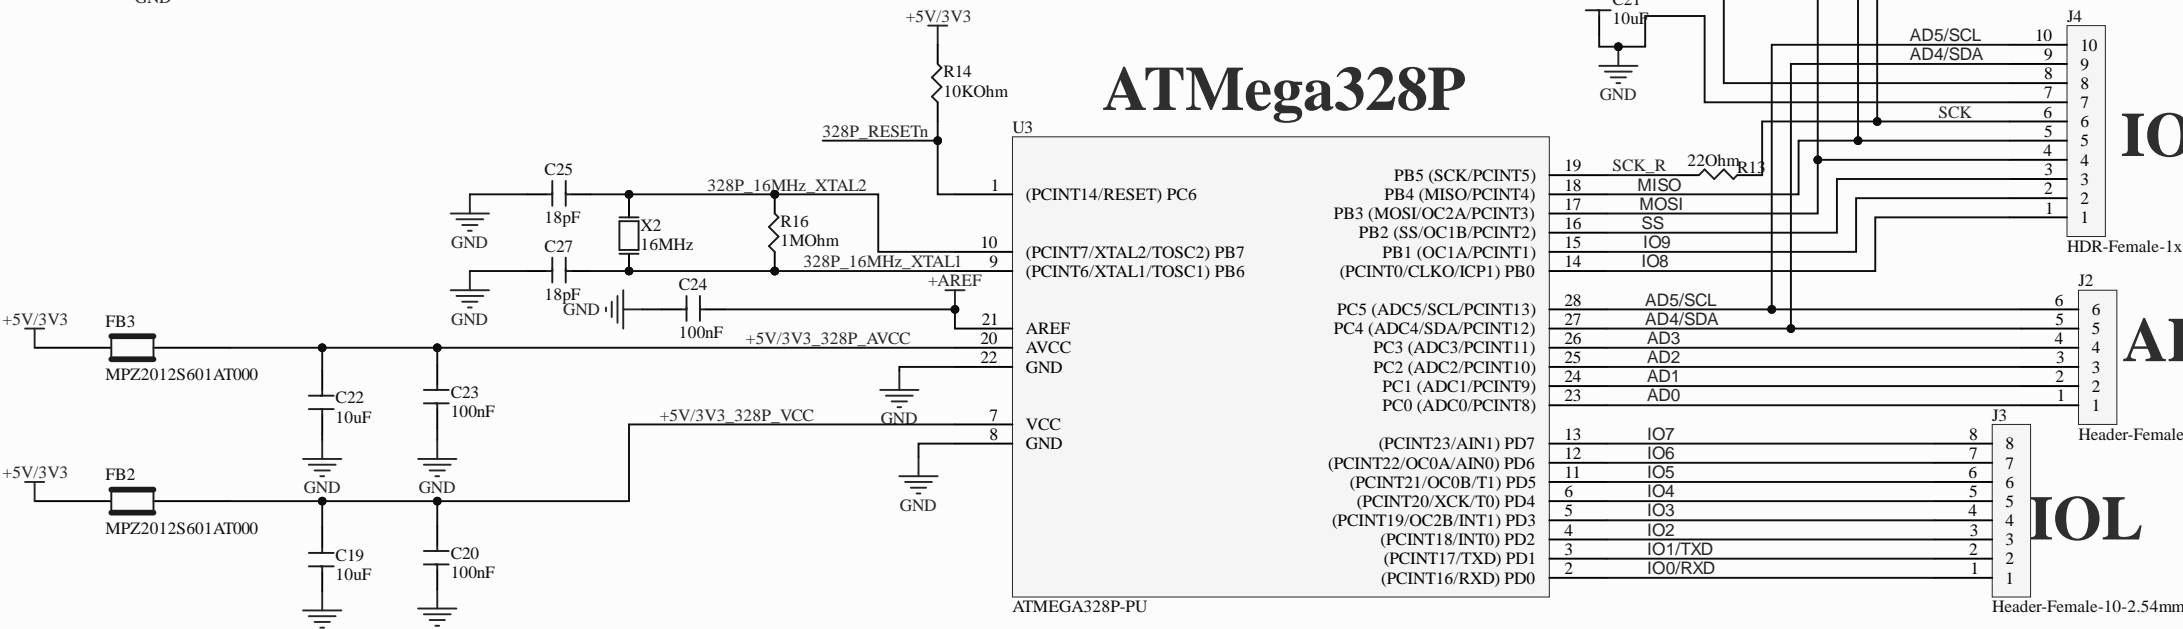 GND
+5V/3V3
R14
10KOhm
328P_RESETn
ATMega328P
U3
C25
18pF
GND
328P_16MHz_XTAL2
X2
16MHz
R16
1MOhm
C27
18pF
GND
328P_16MHz_XTAL1
+AREF
GND
C24
100nF
+5V/3V3
FB3
MPZ2012S601AT000
+5V/3V3_328P_AVCC
C22
10uF
GND
C23
100nF
GND
GND
+5V/3V3_328P_VCC
GND
+5V/3V3
FB2
MPZ2012S601AT000
C19
10uF
C20
100nF
1 (PCINT14/RESET) PC6
10 (PCINT7/XTAL2/TOSC2) PB7
9 (PCINT6/XTAL1/TOSC1) PB6
21 AREF
20 AVCC
22 GND
7 VCC
8 GND
PB5 (SCK/PCINT5) 19 SCK_R 22Ohm R13
PB4 (MISO/PCINT4) 18 MISO
PB3 (MOSI/OC2A/PCINT3) 17 MOSI
PB2 (SS/OC1B/PCINT2) 16 SS
PB1 (OC1A/PCINT1) 15 IO9
(PCINT0/CLKO/ICP1) PB0 14 IO8
PC5 (ADC5/SCL/PCINT13) 28 AD5/SCL
PC4 (ADC4/SDA/PCINT12) 27 AD4/SDA
PC3 (ADC3/PCINT11) 26 AD3
PC2 (ADC2/PCINT10) 25 AD2
PC1 (ADC1/PCINT9) 24 AD1
PC0 (ADC0/PCINT8) 23 AD0
(PCINT23/AIN1) PD7 13 IO7
(PCINT22/OC0A/AIN0) PD6 12 IO6
(PCINT21/OC0B/T1) PD5 11 IO5
(PCINT20/XCK/T0) PD4 6 IO4
(PCINT19/OC2B/INT1) PD3 5 IO3
(PCINT18/INT0) PD2 4 IO2
(PCINT17/TXD) PD1 3 IO1/TXD
(PCINT16/RXD) PD0 2 IO0/RXD
ATMEGA328P-PU
C21
10uF
GND
J4
AD5/SCL 10 10
AD4/SDA 9 9
8 8
7 7
SCK 6 6
5 5
4 4
3 3
2 2
1 1
IO
HDR-Female-1x
J2
6 6
5 5
4 4
3 3
2 2
1 1
Header-Female
J3
8 8
7 7
6 6
5 5
4 4
3 3
2 2
1 1
IOL
Header-Female-10-2.54mm